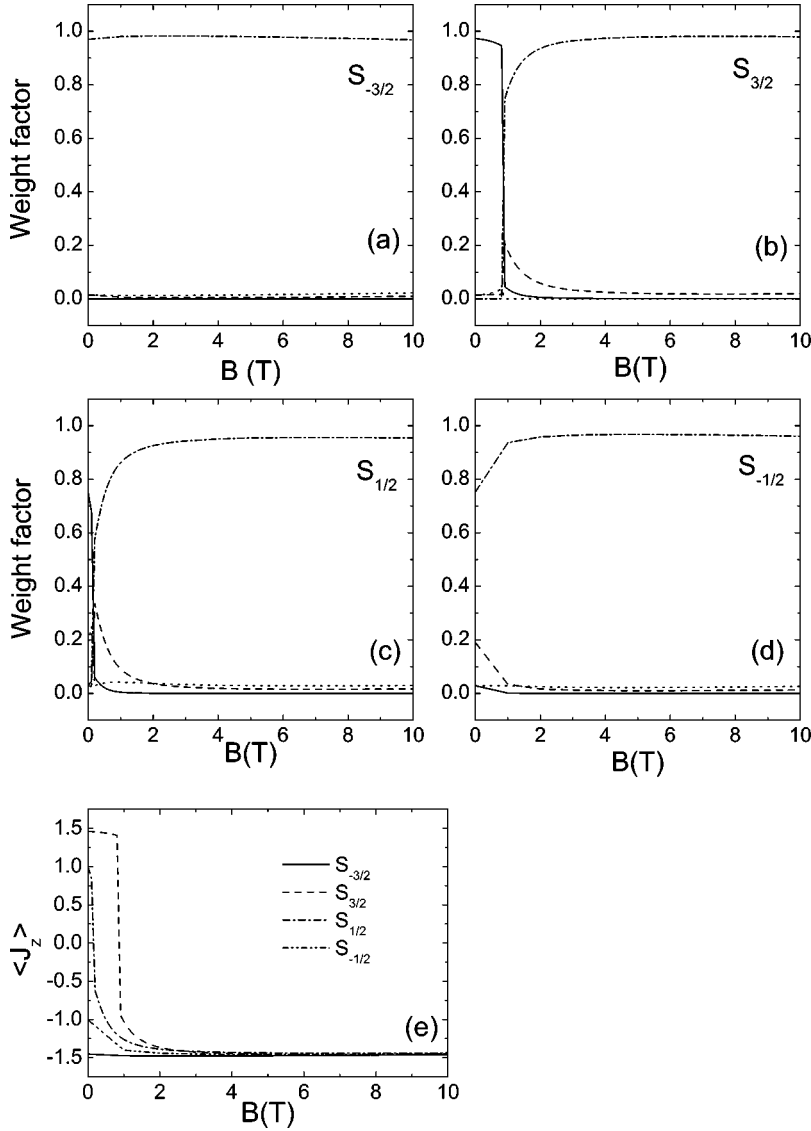 1.0
0.8
0.6
0.4
0.2
0.0
Weight factor
S-3/2
(a)
0 2 4 6 8 10
B (T)
1.0
0.8
0.6
0.4
0.2
0.0
Weight factor
S3/2
(b)
0 2 4 6 8 10
B(T)
1.0
0.8
0.6
0.4
0.2
0.0
Weight factor
S1/2
(c)
0 2 4 6 8 10
B(T)
1.0
0.8
0.6
0.4
0.2
0.0
S-1/2
(d)
0 2 4 6 8 10
B(T)
1.5
1.0
0.5
0.0
-0.5
-1.0
-1.5
<Jz>
S-3/2
S3/2
S1/2
S-1/2
(e)
0 2 4 6 8 10
B(T)